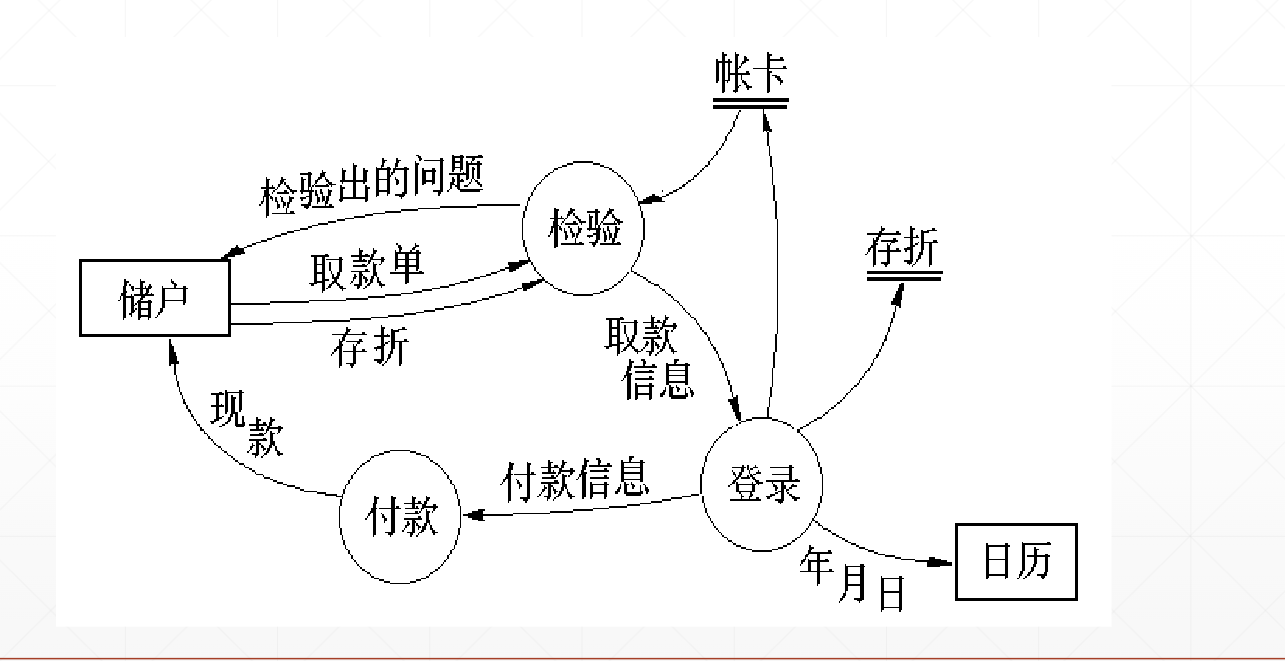 帐卡
检验出的问题
检验
存折
取款单
储户
存折
取款
信息
现款
付款信息
登录
付款
年月日
日历